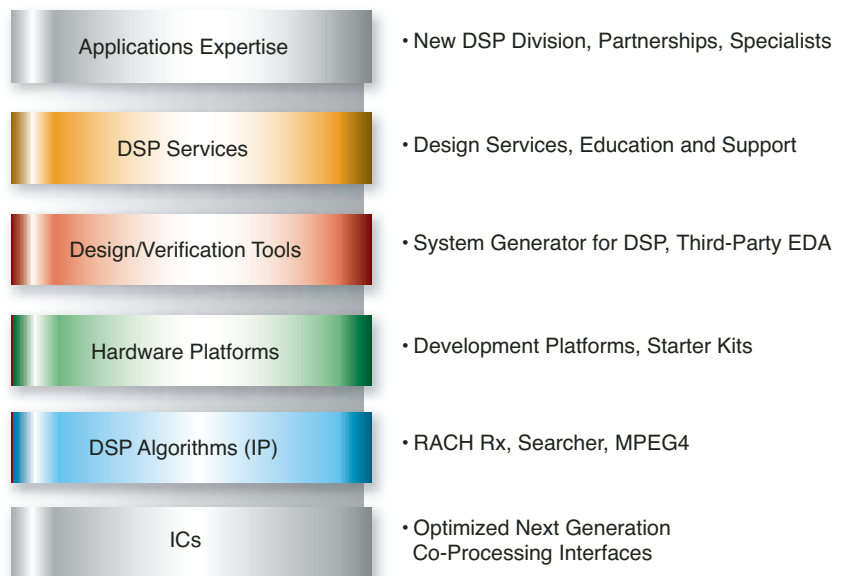 Applications Expertise
• New DSP Division, Partnerships, Specialists
DSP Services
• Design Services, Education and Support
Design/Verification Tools
• System Generator for DSP, Third-Party EDA
Hardware Platforms
• Development Platforms, Starter Kits
DSP Algorithms (IP)
• RACH Rx, Searcher, MPEG4
ICs
• Optimized Next Generation
Co-Processing Interfaces